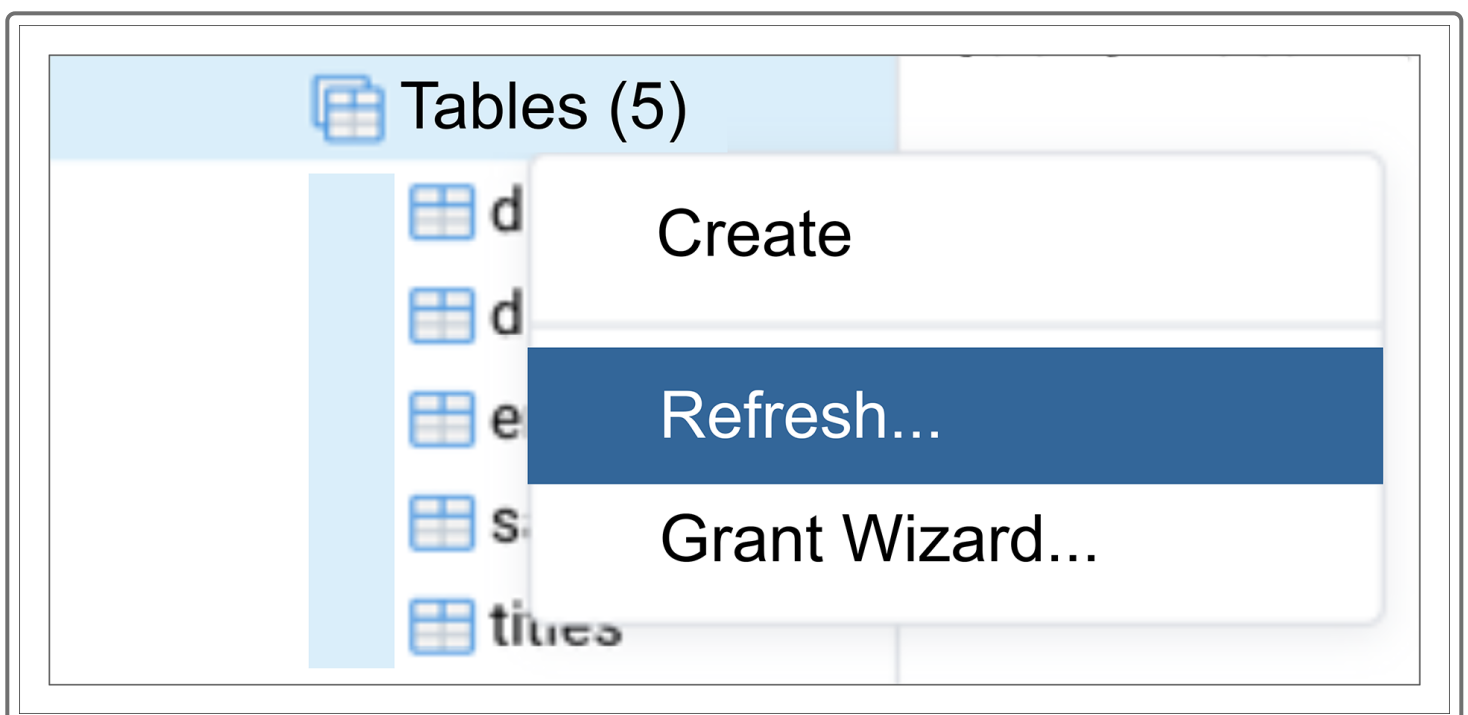 Tables (5)
Create
Refresh...
Grant Wizard...
titles